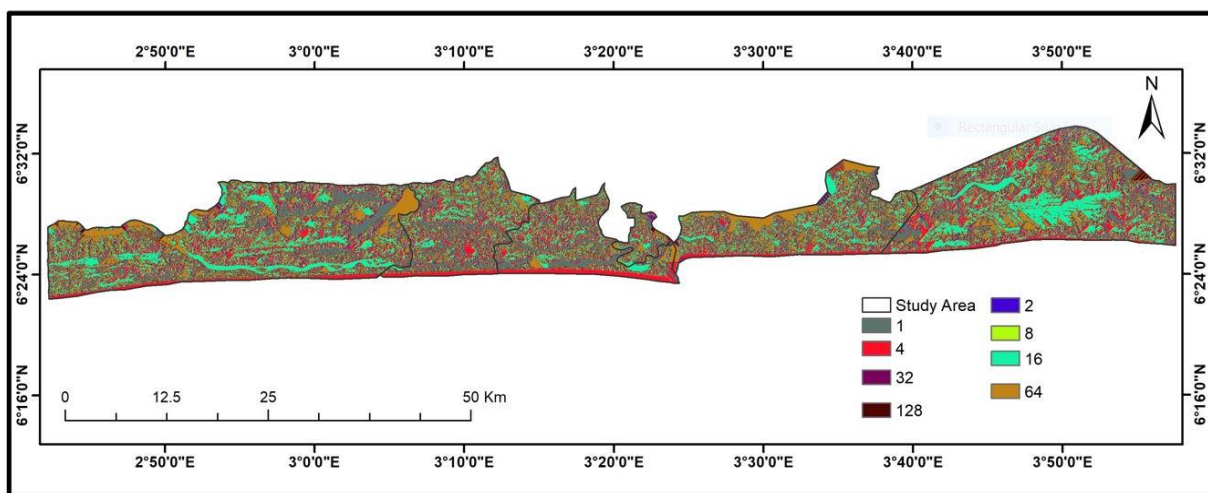 2°50'0"E 3°0'0"E 3°10'0"E 3°20'0"E 3°30'0"E 3°40'0"E 3°50'0"E
N
Rectangular Snip
6°32'0"N 6°32'0"N
6°24'0"N 6°24'0"N
Study Area 2
1 8
4 16
32 64
128
0 12.5 25 50 Km
6°16'0"N 6°16'0"N
2°50'0"E 3°0'0"E 3°10'0"E 3°20'0"E 3°30'0"E 3°40'0"E 3°50'0"E